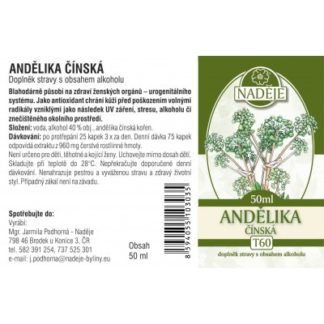 ANDĚLIKA ČÍNSKÁ
Doplněk stravy s obsahem alkoholu
Blahodárně působí na zdraví ženských orgánů – urogenitálního
systému. Jako antioxidant chrání kůži před poškozením volnými
radikály vzniklými jako následek UV záření, stresu, alkoholu či
znečištěného okolního prostředí.
Složení: voda, alkohol 40 % obj., andělika čínská kořen.
Dávkování: po protřepání 25 kapek 3 x za den. Denní dávka 75 kapek
odpovídá extraktu z 960 mg čerstvé rostlinné hmoty.
Není určeno pro děti, těhotné a kojící ženy. Uchovejte mimo dosah dětí.
Skladujte při teplotě do 28°C. Nepřekračujte doporučené denní
dávkování. Nenahrazuje pestrou a vyváženou stravu a zdravý životní
styl. Případný zákal není na závadu.
Spotřebujte do:
Vyrábí:
Mgr. Jarmila Podhorná - Naděje
798 46 Brodek u Konice 3, ČR
tel. 582 391 254, 737 525 301
e-mail: j.podhorna@nadeje-byliny.eu
Obsah
50 ml
8 594055 103035
NADĚJE
50ml
ANDĚLIKA
ČÍNSKÁ
T60
doplněk stravy s obsahem alkoholu